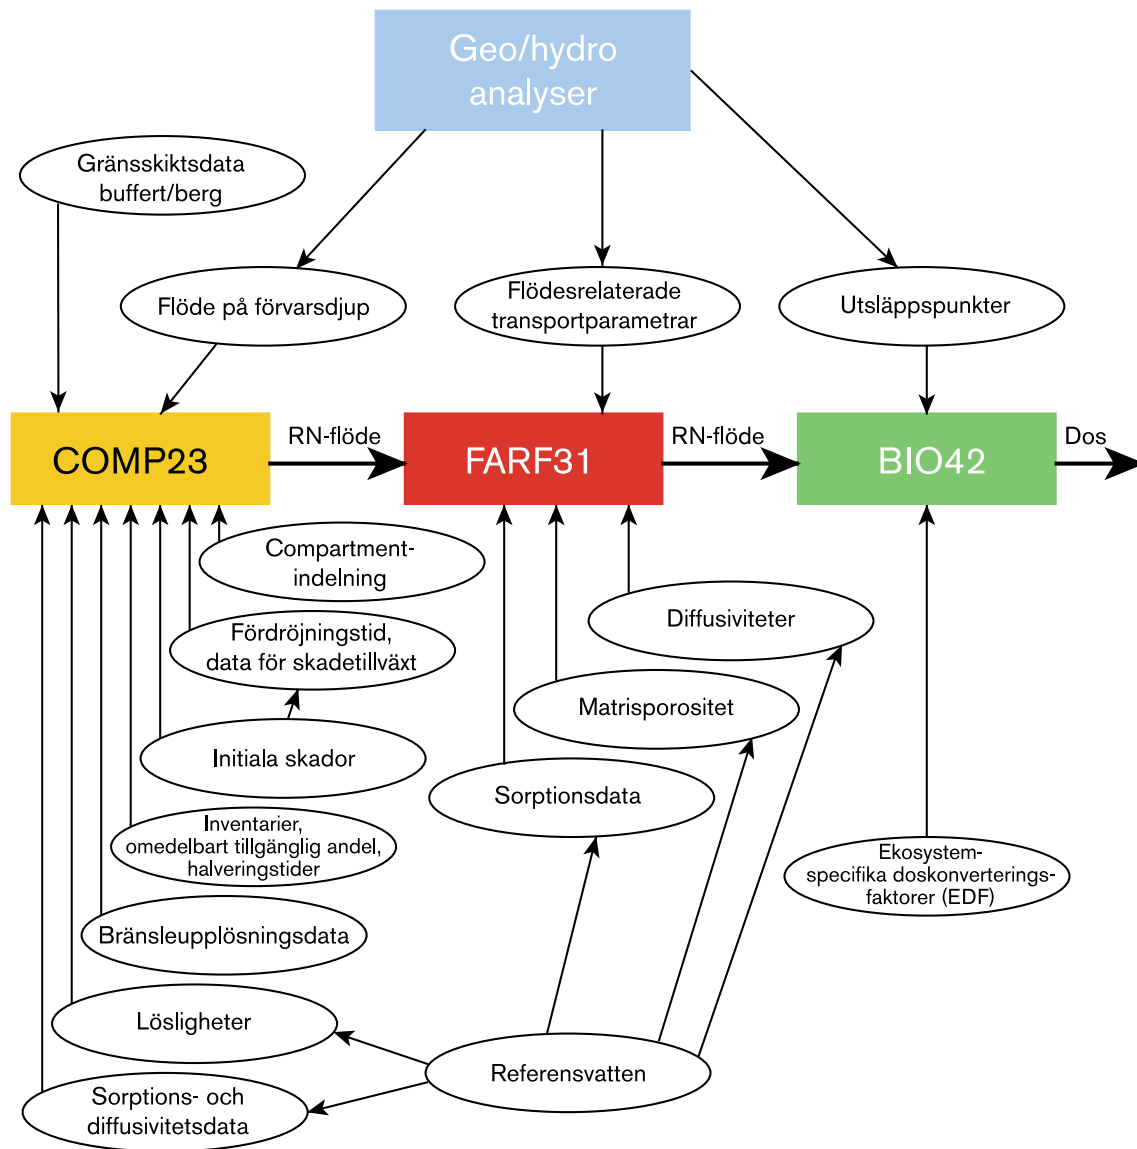 Geo/hydro
analyser
Gränsskiktsdata
buffert/berg
Flöde på förvarsdjup
Flödesrelaterade
transportparametrar
Utsläppspunkter
COMP23
RN-flöde
FARF31
RN-flöde
BIO42
Dos
Compartment-
indelning
Fördröjningstid,
data för skadetillväxt
Initiala skador
Inventarier,
omedelbart tillgänglig andel,
halveringstider
Bränsleupplösningsdata
Lösligheter
Sorptions- och
diffusivitetsdata
Diffusiviteter
Matrisporositet
Sorptionsdata
Referensvatten
Ekosystem-
specifika doskonverterings-
faktorer (EDF)